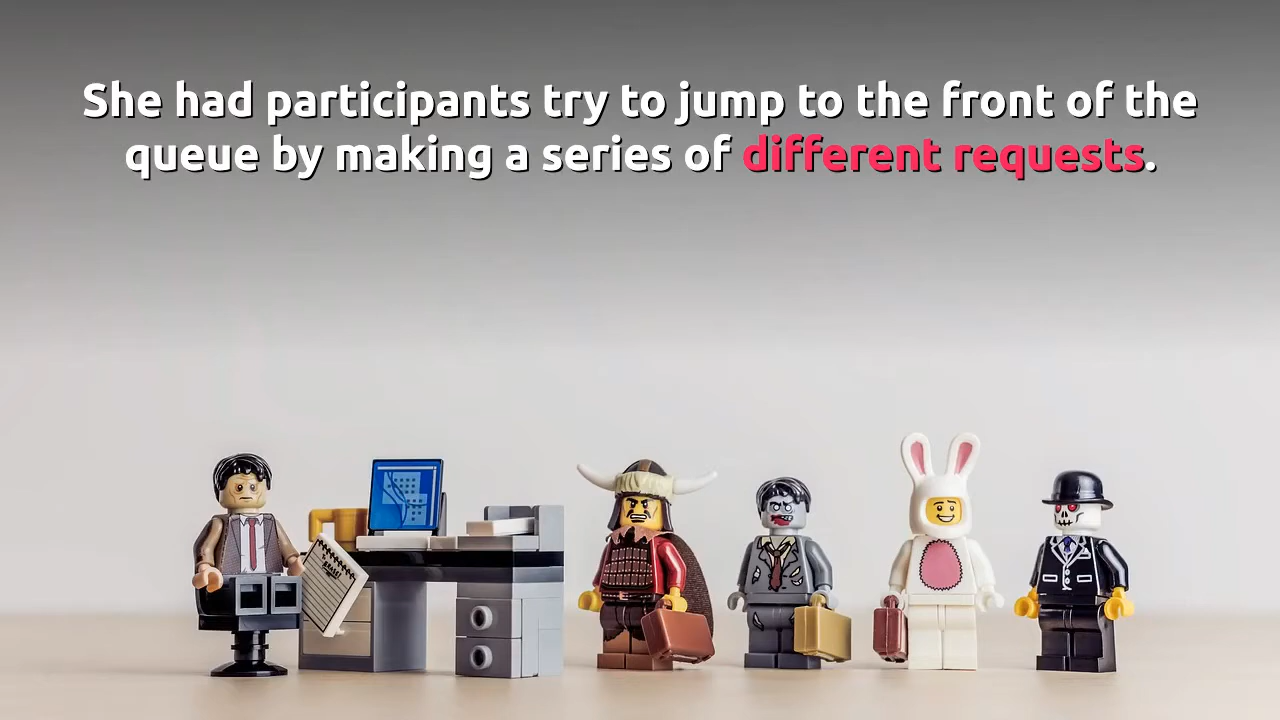 She had participants try to jump to the front of the
queue by making a series of different requests.